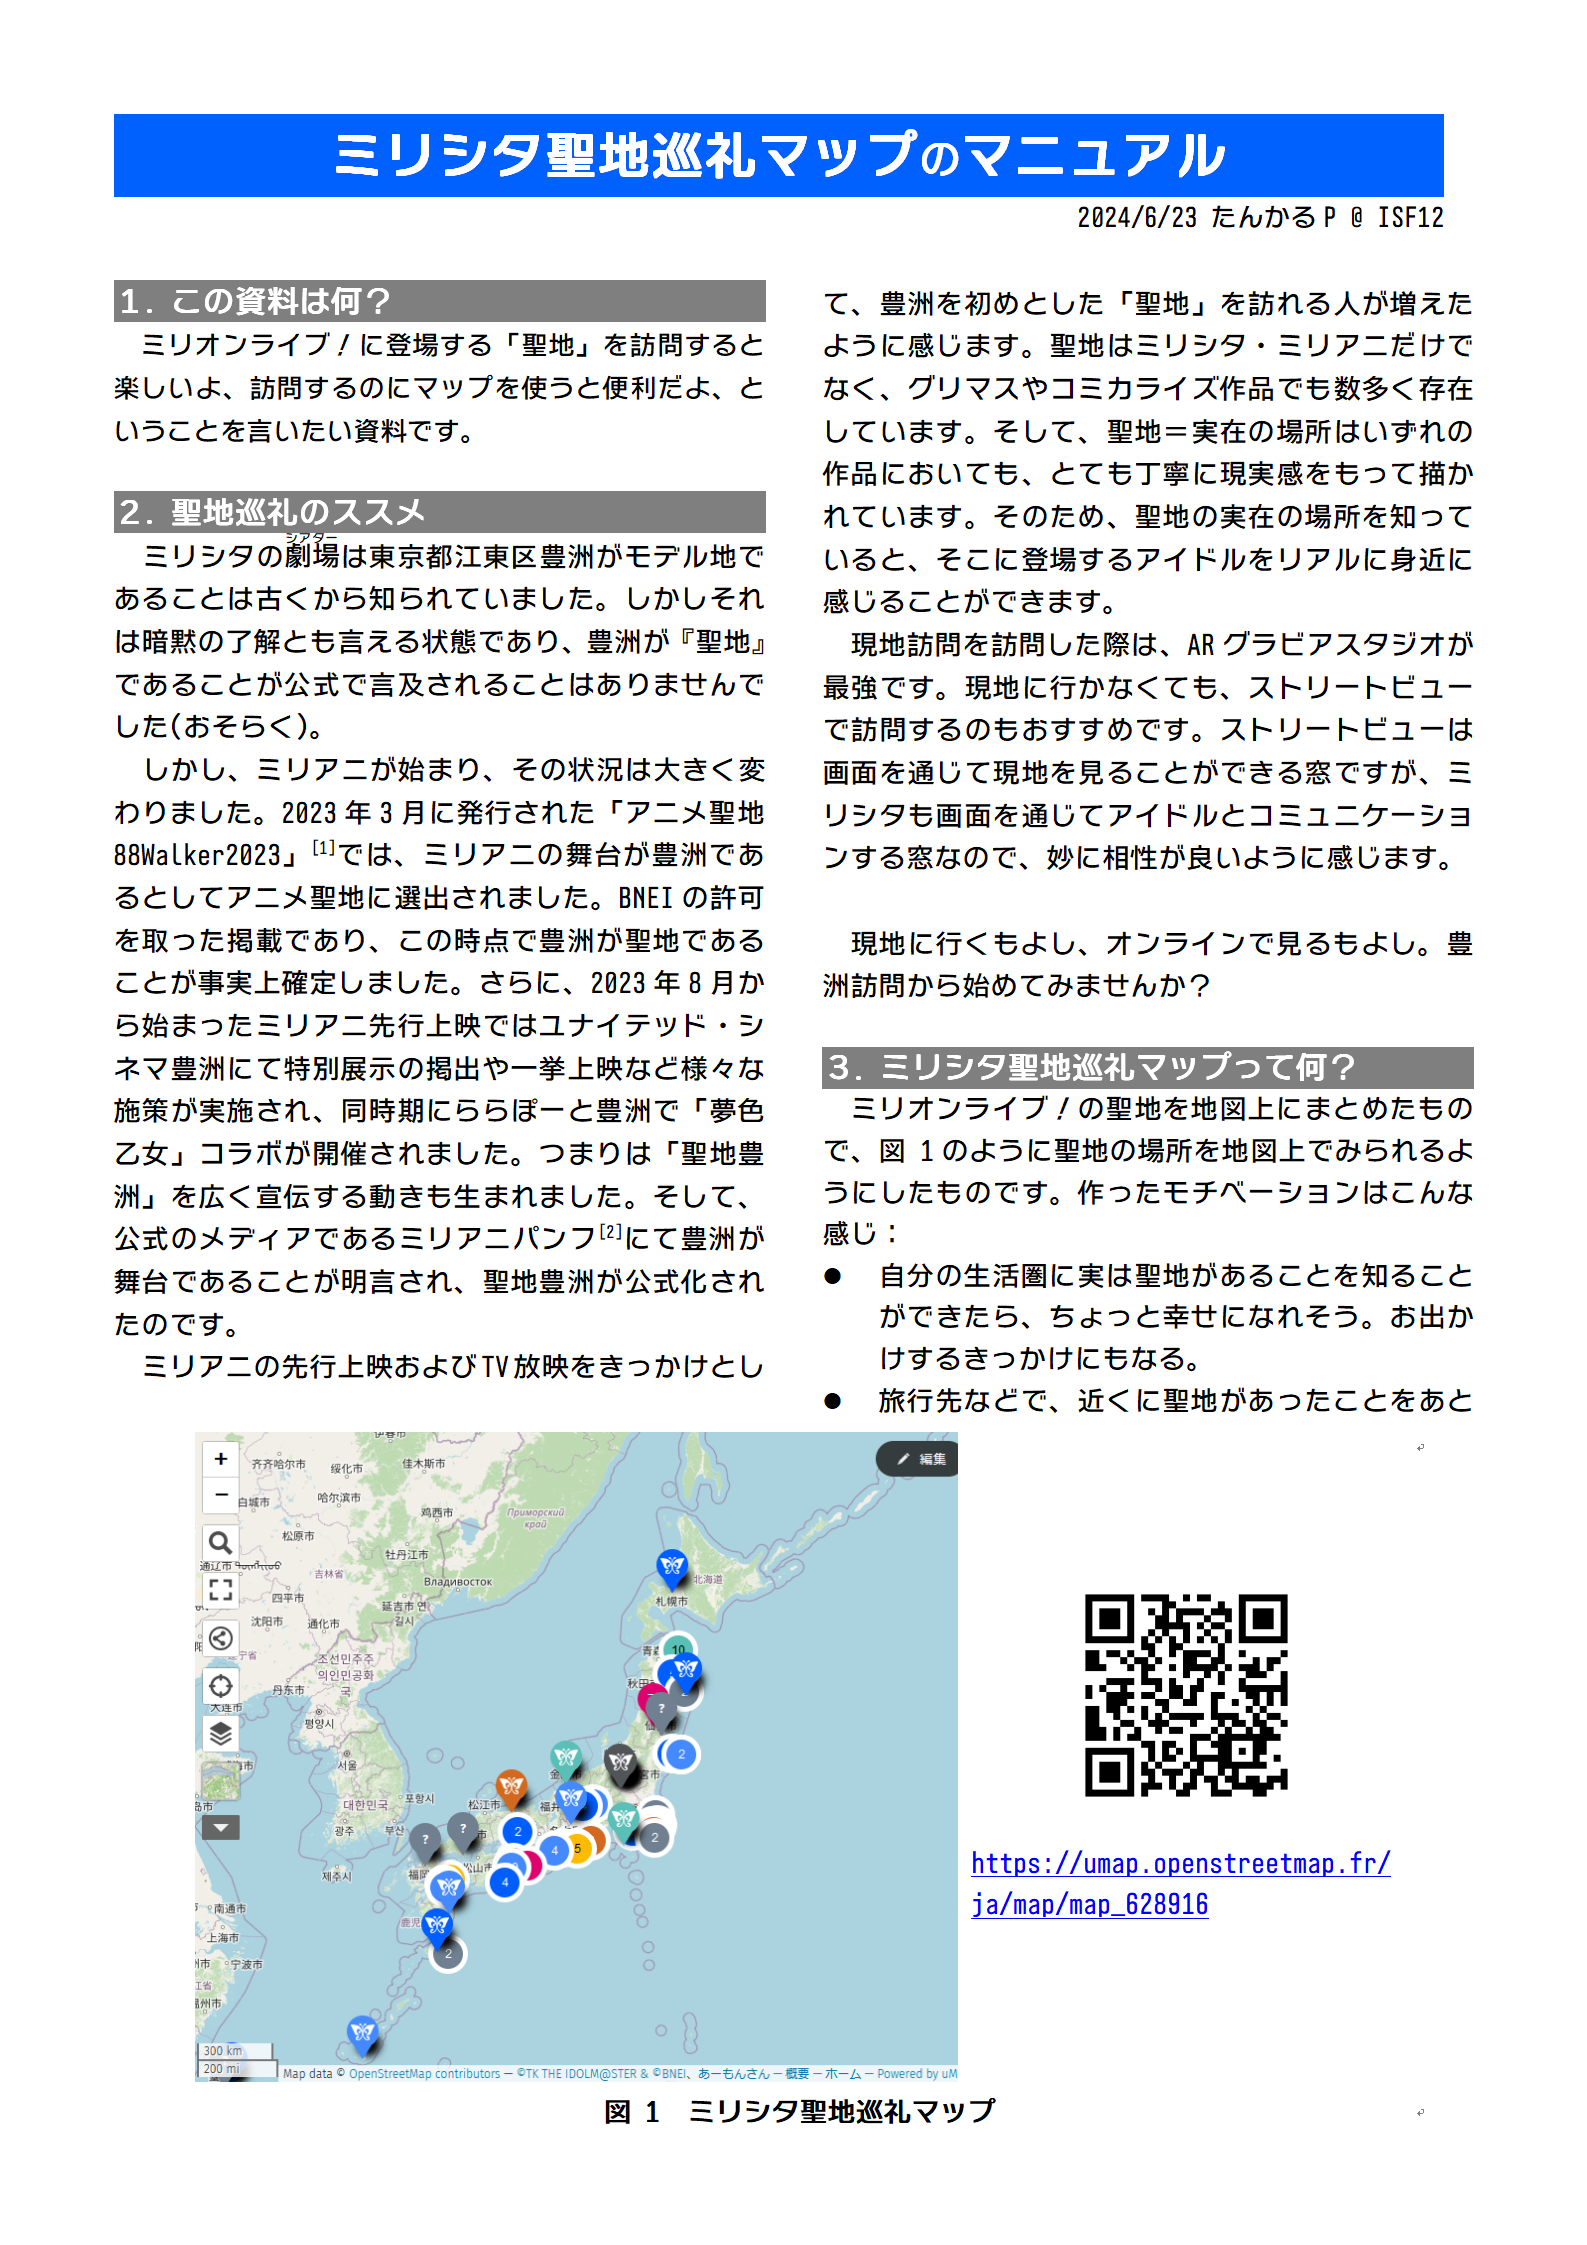 ミリシタ聖地巡礼マップのマニュアル
2024/6/23 たんかるP @ ISF12
1. この資料は何？
ミリオンライブ！に登場する「聖地」を訪問すると
楽しいよ、訪問するのにマップを使うと便利だよ、と
いうことを言いたい資料です。
2. 聖地巡礼のススメ
シアター
ミリシタの劇場は東京都江東区豊洲がモデル地で
あることは古くから知られていました。しかしそれ
は暗黙の了解とも言える状態であり、豊洲が『聖地』
であることが公式で言及されることはありませんで
した(おそらく)。
しかし、ミリアニが始まり、その状況は大きく変
わりました。2023 年 3 月に発行された「アニメ聖地
88Walker2023」[1]では、ミリアニの舞台が豊洲であ
るとしてアニメ聖地に選出されました。BNEI の許可
を取った掲載であり、この時点で豊洲が聖地である
ことが事実上確定しました。さらに、2023 年 8 月か
ら始まったミリアニ先行上映ではユナイテッド・シ
ネマ豊洲にて特別展示の掲出や一挙上映など様々な
施策が実施され、同時期にららぽーと豊洲で「夢色
乙女」コラボが開催されました。つまりは「聖地豊
洲」を広く宣伝する動きも生まれました。そして、
公式のメディアであるミリアニパンフ[2]にて豊洲が
舞台であることが明言され、聖地豊洲が公式化され
たのです。
ミリアニの先行上映および TV 放映をきっかけとし
て、豊洲を初めとした「聖地」を訪れる人が増えた
ように感じます。聖地はミリシタ・ミリアニだけで
なく、グリマスやコミカライズ作品でも数多く存在
しています。そして、聖地＝実在の場所はいずれの
作品においても、とても丁寧に現実感をもって描か
れています。そのため、聖地の実在の場所を知って
いると、そこに登場するアイドルをリアルに身近に
感じることができます。
現地訪問を訪問した際は、AR グラビアスタジオが
最強です。現地に行かなくても、ストリートビュー
で訪問するのもおすすめです。ストリートビューは
画面を通じて現地を見ることができる窓ですが、ミ
リシタも画面を通じてアイドルとコミュニケーショ
ンする窓なので、妙に相性が良いように感じます。
現地に行くもよし、オンラインで見るもよし。豊
洲訪問から始めてみませんか？
3. ミリシタ聖地巡礼マップって何？
ミリオンライブ！の聖地を地図上にまとめたもの
で、図 1 のように聖地の場所を地図上でみられるよ
うにしたものです。作ったモチベーションはこんな
感じ：
● 自分の生活圏に実は聖地があることを知ること
ができたら、ちょっと幸せになれそう。お出か
けするきっかけにもなる。
● 旅行先などで、近くに聖地があったことをあと
伊春市
編集
齐齐哈尔市
绥化市
佳木斯市
白城市
哈尔滨市
鸡西市
Приморский
край
松原市
牡丹江市
通辽市
吉林省
Владивосток
北海道
四平市
延吉市 연
길시
札幌市
沈阳市
通化市
10
조선민주주
의인민공화
국
丹东市
大连市
평양시
?
2
서울
대한민국
포항시
松江市
광주
부산
?
?
2
4
5
2
제주시
4
2
南通市
上海市
宁波市
300 km
200 mi
Map data © OpenStreetMap contributors — ©TK THE IDOLM@STER & ©BNEI、あーもんさん — 概要 — ホーム — Powered by uM
https://umap.openstreetmap.fr/
ja/map/map_628916
図 1 ミリシタ聖地巡礼マップ